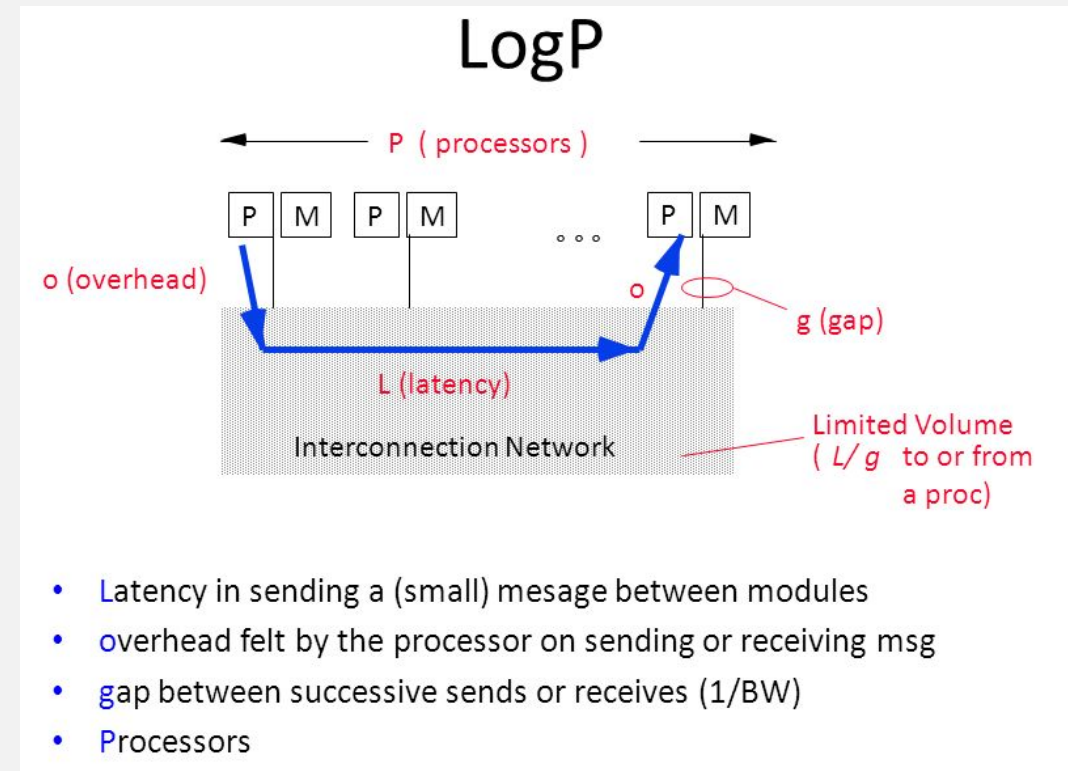 LogP
P ( processors )
P M P M ° ° ° P M
o (overhead)
o
g (gap)
L (latency)
Interconnection Network
Limited Volume
( L/ g to or from
a proc)
• Latency in sending a (small) mesage between modules
• overhead felt by the processor on sending or receiving msg
• gap between successive sends or receives (1/BW)
• Processors